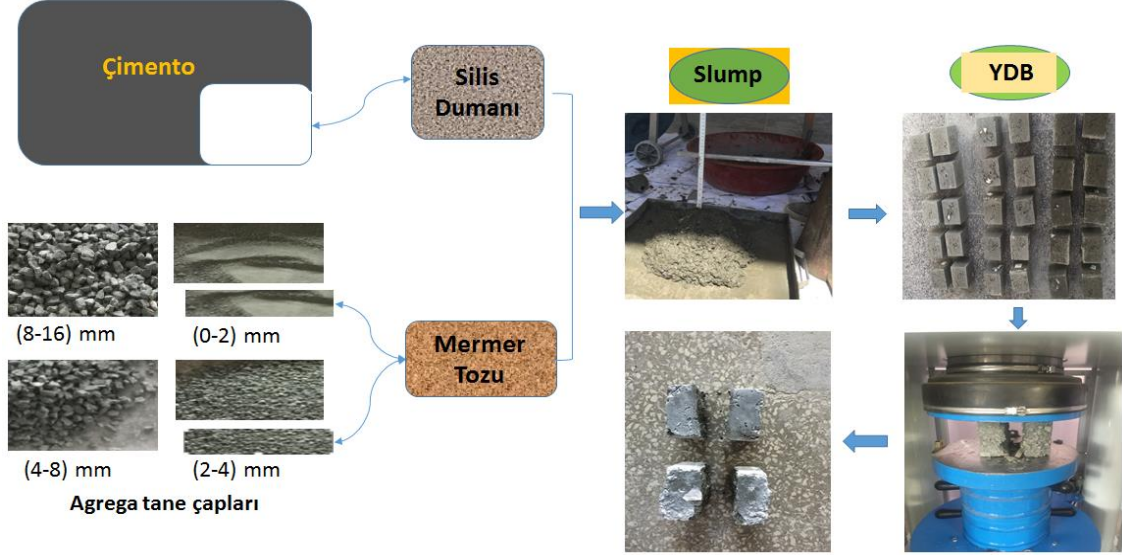 Çimento
Silis
Dumanı
Slump
YDB
(8-16) mm
(0-2) mm
Mermer
Tozu
(4-8) mm
(2-4) mm
Agrega tane çapları